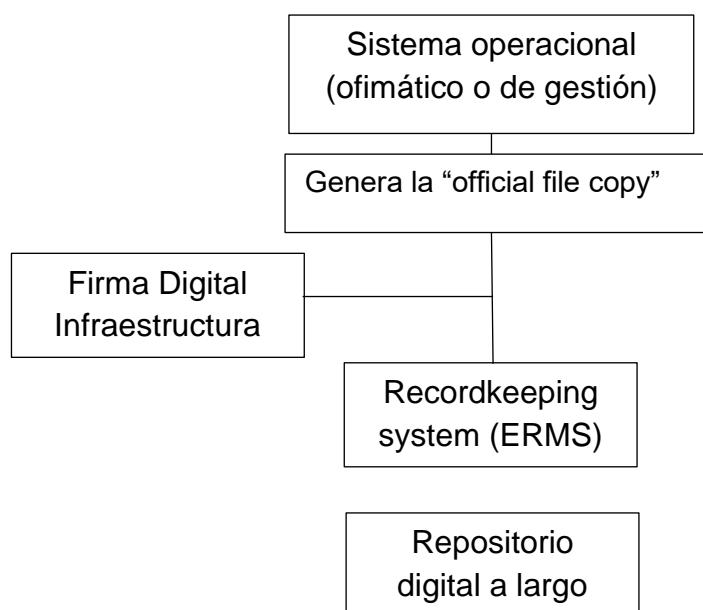 Sistema operacional
(ofimático o de gestión)
Genera la “official file copy”
Firma Digital
Infraestructura
Recordkeeping
system (ERMS)
Repositorio
digital a largo